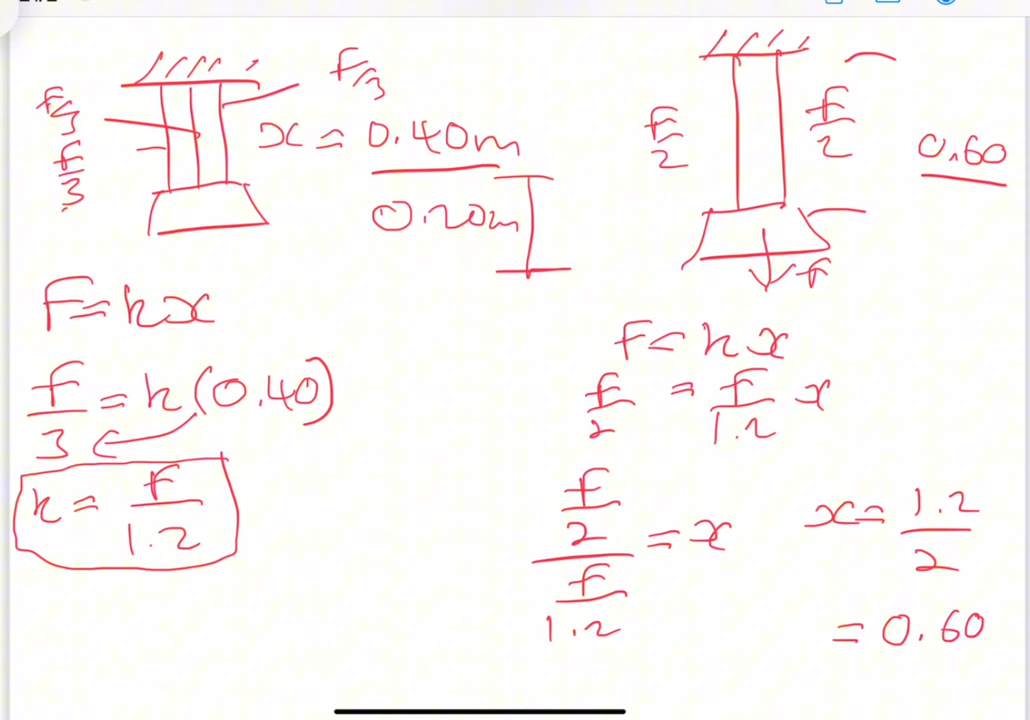 F/3
F/3
F/3
x = 0.40m
0.20m
F = kx
F/3 = k(0.40)
k = F/1.2
F/2
F/2
0.60
F
F = kx
F/2 = F/1.2 x
F/2 / F/1.2 = x
x = 1.2/2
= 0.60